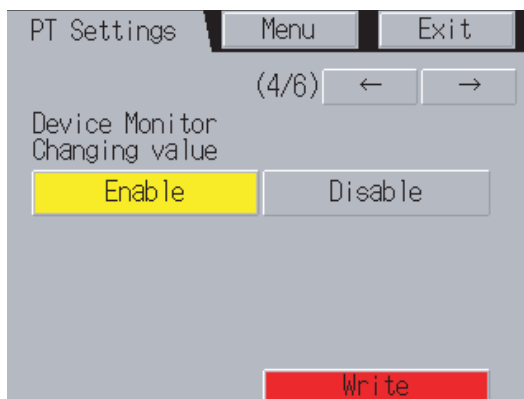 PT Settings Menu Exit
(4/6) ← →
Device Monitor
Changing value
Enable Disable
Write